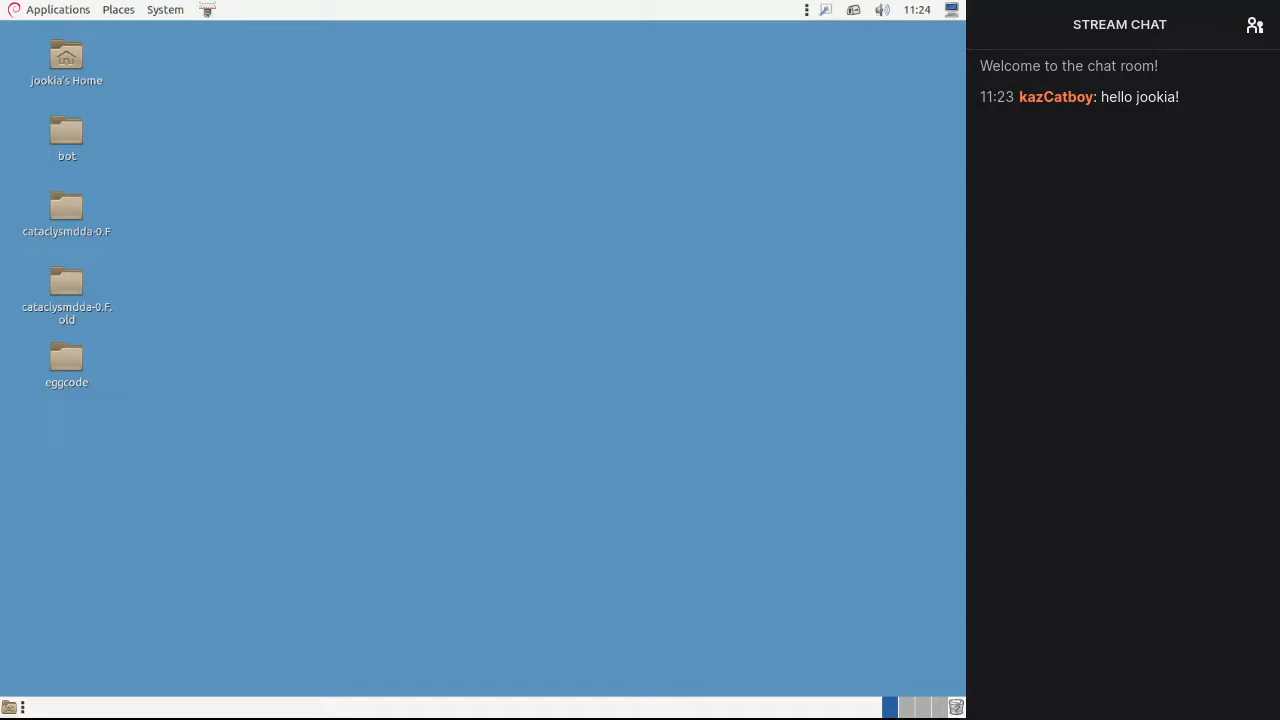 Applications Places System 11:24
jookia's Home
bot
cataclysmdda-0.F
cataclysmdda-0.F.
old
eggcode
STREAM CHAT
Welcome to the chat room!
11:23 kazCatboy: hello jookia!